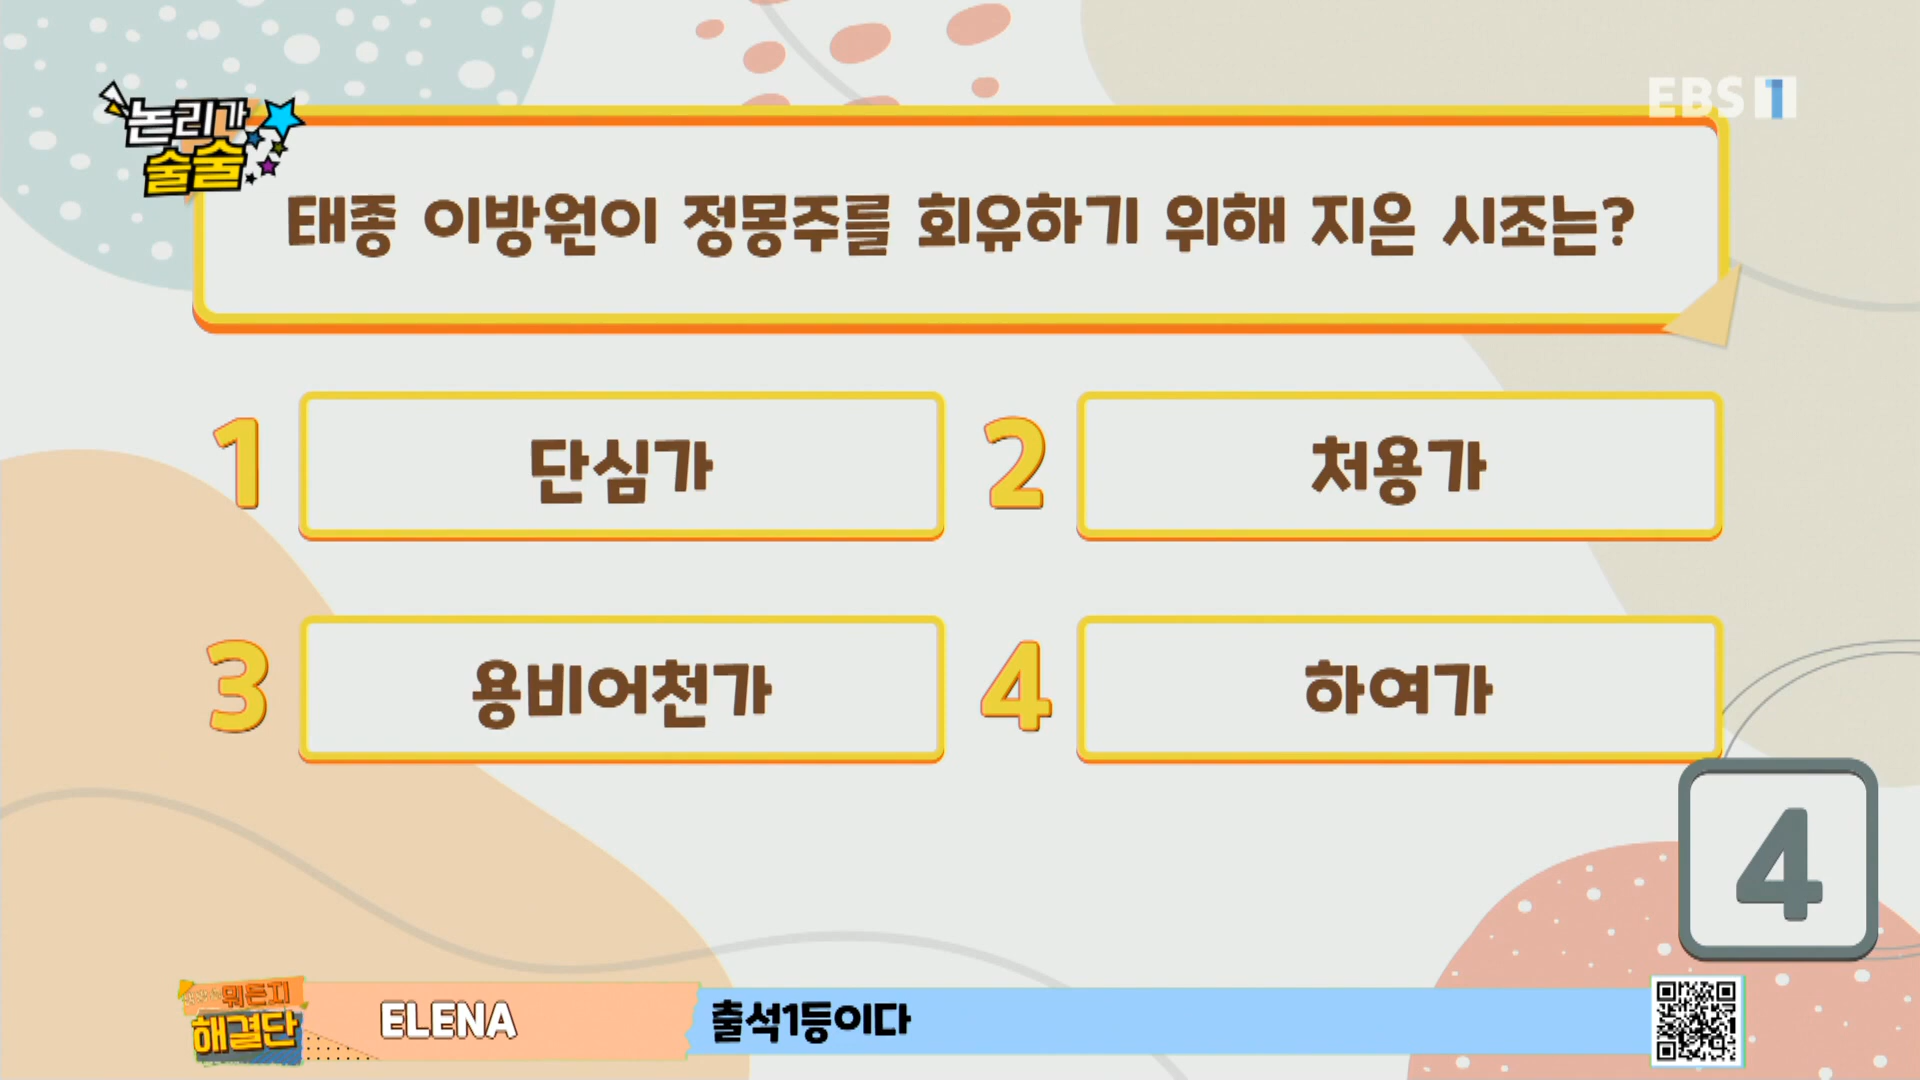 EBS 1
논리가
술술
태종 이방원이 정몽주를 회유하기 위해 지은 시조는?
1 단심가
2 처용가
3 용비어천가
4 하여가
4
뭐든지
해결단
ELENA
출석1등이다